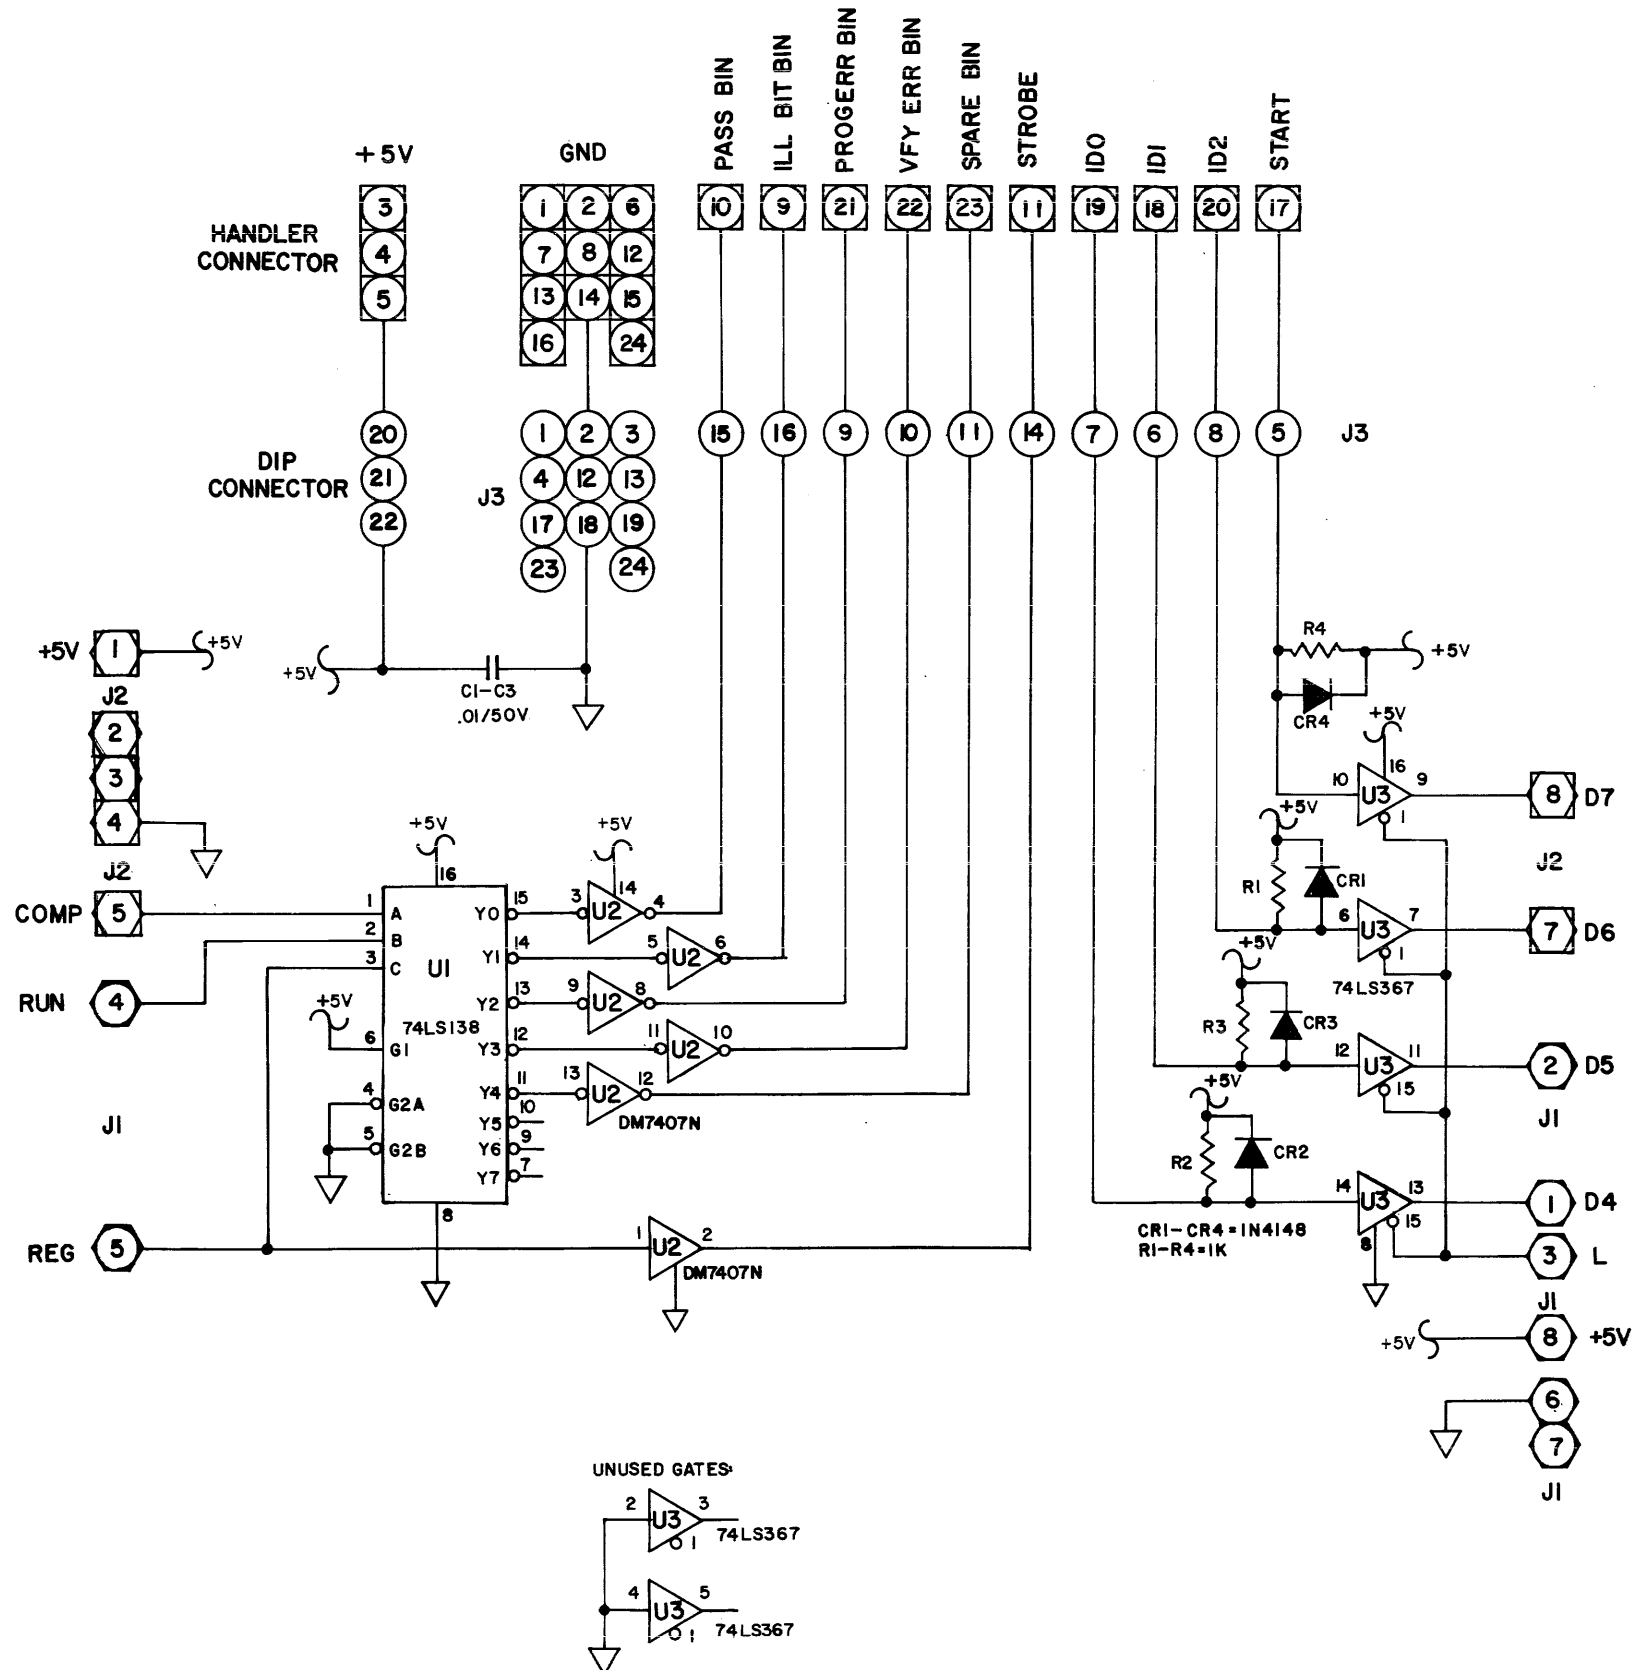 PASS BIN
ILL BIT BIN
PROGERR BIN
VFY ERR BIN
SPARE BIN
STROBE
ID0
ID1
ID2
START
+5V
GND
HANDLER
CONNECTOR
3
4
5
1 2 6
7 8 12
13 14 15
16 24
10 9 21 22 23 11 19 18 20 17
DIP
CONNECTOR
20
21
22
J3
1 2 3
4 12 13
17 18 19
23 24
15 16 9 10 11 14 7 6 8 5 J3
+5V 1 +5V
J2
2
3
4
J2
+5V
C1-C3
.01/50V
R4
+5V
CR4
+5V
16
10 U3 9
1
8 D7
J2
+5V
R1
CR1
6 U3 7
1
74LS367
7 D6
+5V
R3
CR3
12 U3 11
15
2 D5
J1
+5V
R2
CR2
14 U3 13
15
8
1 D4
CR1-CR4=1N4148
R1-R4=1K
3 L
J1
+5V 8 +5V
6
7
J1
COMP 5
RUN 4
J1
REG 5
+5V
16
1 A
2 B
3 C
U1
74LS138
+5V
6 G1
4 G2A
5 G2B
8
Y0 15
Y1 14
Y2 13
Y3 12
Y4 11
Y5 10
Y6 9
Y7 7
+5V
14
3 U2 4
5 U2 6
9 U2 8
11 U2 10
13 U2 12
DM7407N
1 U2 2
DM7407N
UNUSED GATES:
2 U3 3
1
74LS367
4 U3 5
1
74LS367